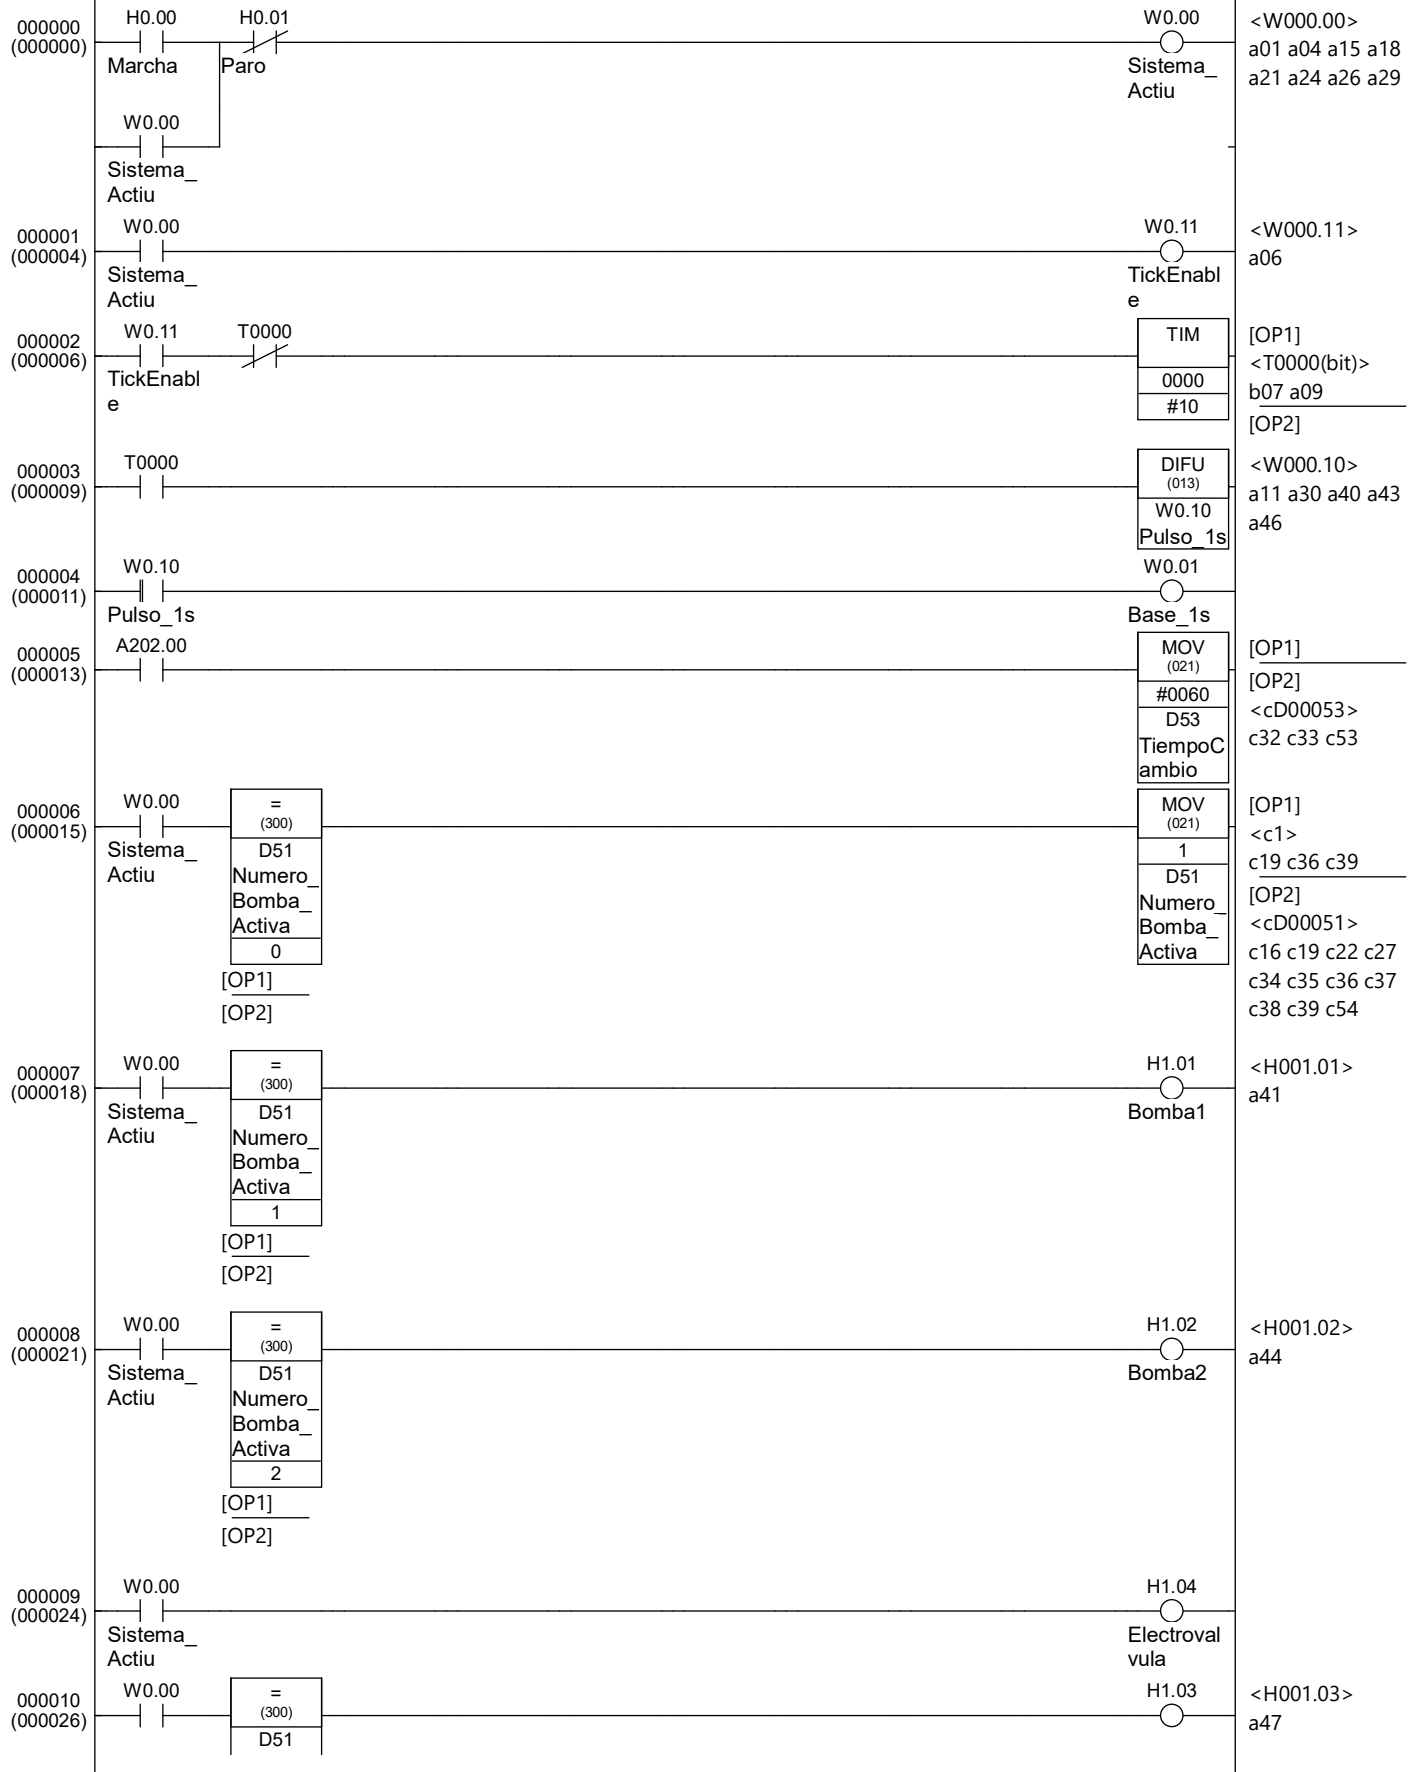 000000
(000000)
H0.00
Marcha
H0.01
Paro
W0.00
Sistema_
Actiu
<W000.00>
a01 a04 a15 a18
a21 a24 a26 a29
W0.00
Sistema_
Actiu
000001
(000004)
W0.00
Sistema_
Actiu
W0.11
TickEnabl
e
<W000.11>
a06
000002
(000006)
W0.11
TickEnabl
e
T0000
TIM
0000
#10
[OP1]
<T0000(bit)>
b07 a09
[OP2]
000003
(000009)
T0000
DIFU
(013)
W0.10
Pulso_1s
<W000.10>
a11 a30 a40 a43
a46
000004
(000011)
W0.10
Pulso_1s
W0.01
Base_1s
000005
(000013)
A202.00
MOV
(021)
#0060
D53
TiempoC
ambio
[OP1]
[OP2]
<cD00053>
c32 c33 c53
000006
(000015)
W0.00
Sistema_
Actiu
=
(300)
D51
Numero_
Bomba_
Activa
0
[OP1]
[OP2]
MOV
(021)
1
D51
Numero_
Bomba_
Activa
[OP1]
<c1>
c19 c36 c39
[OP2]
<cD00051>
c16 c19 c22 c27
c34 c35 c36 c37
c38 c39 c54
000007
(000018)
W0.00
Sistema_
Actiu
=
(300)
D51
Numero_
Bomba_
Activa
1
[OP1]
[OP2]
H1.01
Bomba1
<H001.01>
a41
000008
(000021)
W0.00
Sistema_
Actiu
=
(300)
D51
Numero_
Bomba_
Activa
2
[OP1]
[OP2]
H1.02
Bomba2
<H001.02>
a44
000009
(000024)
W0.00
Sistema_
Actiu
H1.04
Electroval
vula
000010
(000026)
W0.00
=
(300)
D51
H1.03
<H001.03>
a47